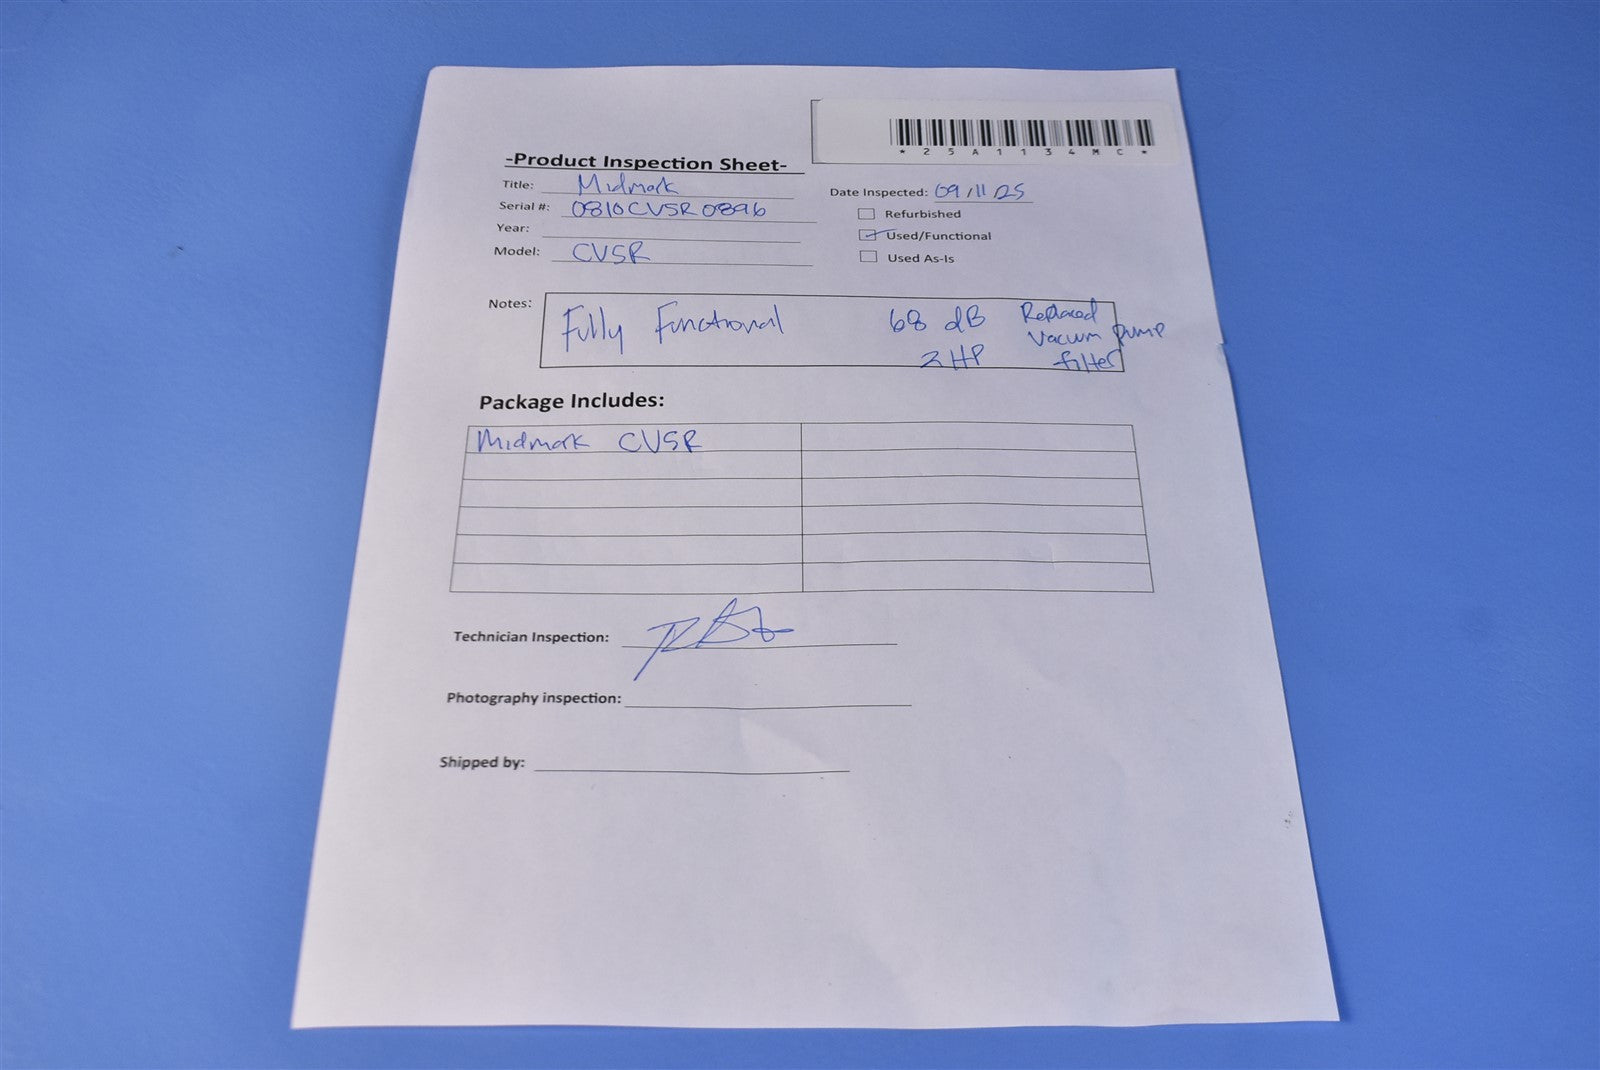 *25A1134MC*
-Product Inspection Sheet-
Title: Midmark
Date Inspected: 09/11/25
Serial #: 0810CVSR0896
Refurbished
Year:
Used/Functional
Model: CVSR
Used As-Is
Notes: Fully Functional 68 dB Replaced
Vacuum Pump
2 HP filter
Package Includes:
Midmark CVSR
Technician Inspection:
Photography inspection:
Shipped by: